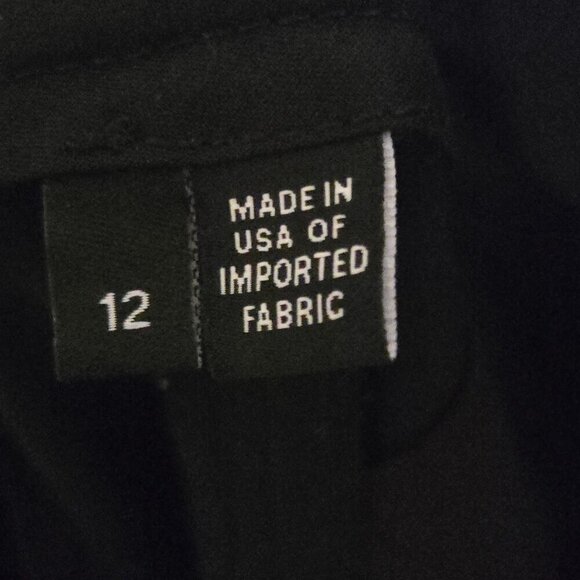 12
MADE IN
USA OF
IMPORTED
FABRIC